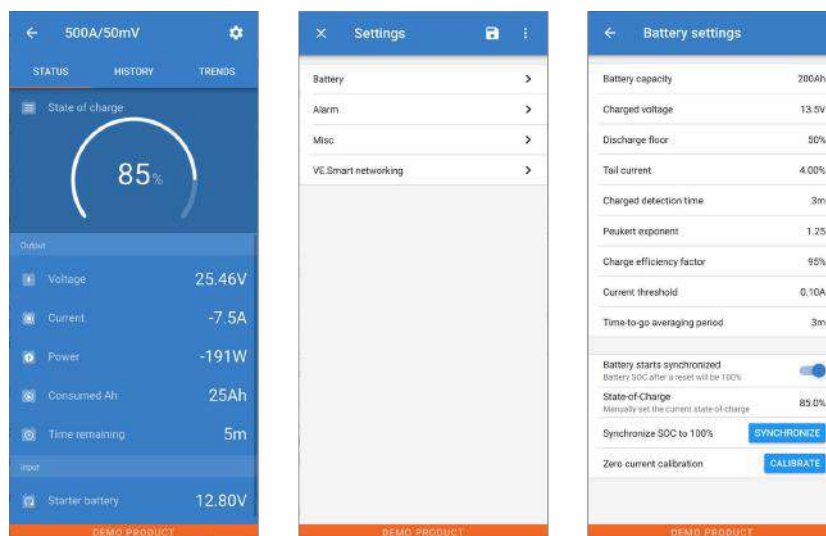 500A/50mV
STATUS HISTORY TRENDS
State of charge
85%
Output
Voltage 25.46V
Current -7.5A
Power -191W
Consumed Ah 25Ah
Time remaining 5m
Input
Starter battery 12.80V
DEMO PRODUCT
Settings
Battery
Alarm
Misc
VE.Smart networking
DEMO PRODUCT
Battery settings
Battery capacity 200Ah
Charged voltage 13.5V
Discharge floor 50%
Tail current 4.00%
Charged detection time 3m
Peukert exponent 1.25
Charge efficiency factor 95%
Current threshold 0.10A
Time-to-go averaging period 3m
Battery starts synchronized
Battery SOC after a reset will be 100%
State-of-Charge 85.0%
Manually set the current state-of-charge
Synchronize SOC to 100% SYNCHRONIZE
Zero current calibration CALIBRATE
DEMO PRODUCT